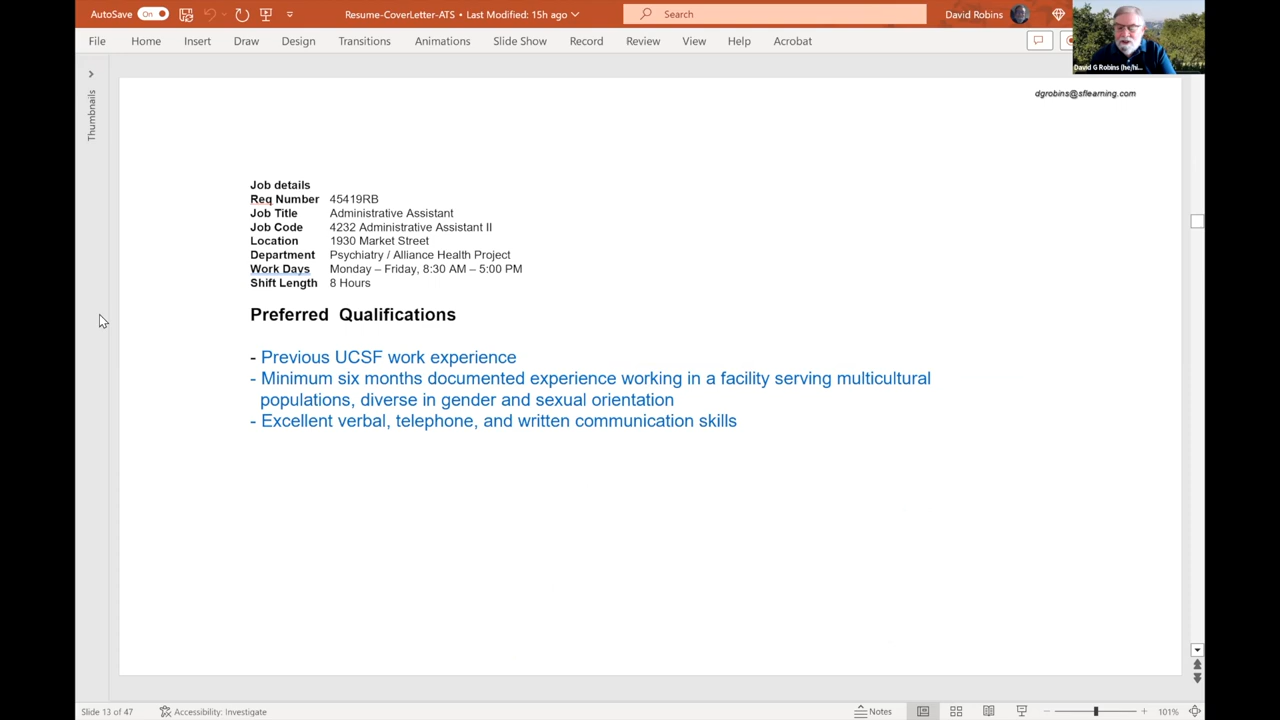 AutoSave On Resume-CoverLetter-ATS • Last Modified: 15h ago Search David Robins
File Home Insert Draw Design Transitions Animations Slide Show Record Review View Help Acrobat
David G Robins (he/hi...
Thumbnails
dgrobins@sflearning.com
Job details
Req Number 45419RB
Job Title Administrative Assistant
Job Code 4232 Administrative Assistant II
Location 1930 Market Street
Department Psychiatry / Alliance Health Project
Work Days Monday – Friday, 8:30 AM – 5:00 PM
Shift Length 8 Hours
Preferred Qualifications
- Previous UCSF work experience
- Minimum six months documented experience working in a facility serving multicultural
populations, diverse in gender and sexual orientation
- Excellent verbal, telephone, and written communication skills
Slide 13 of 47 Accessibility: Investigate Notes 101%